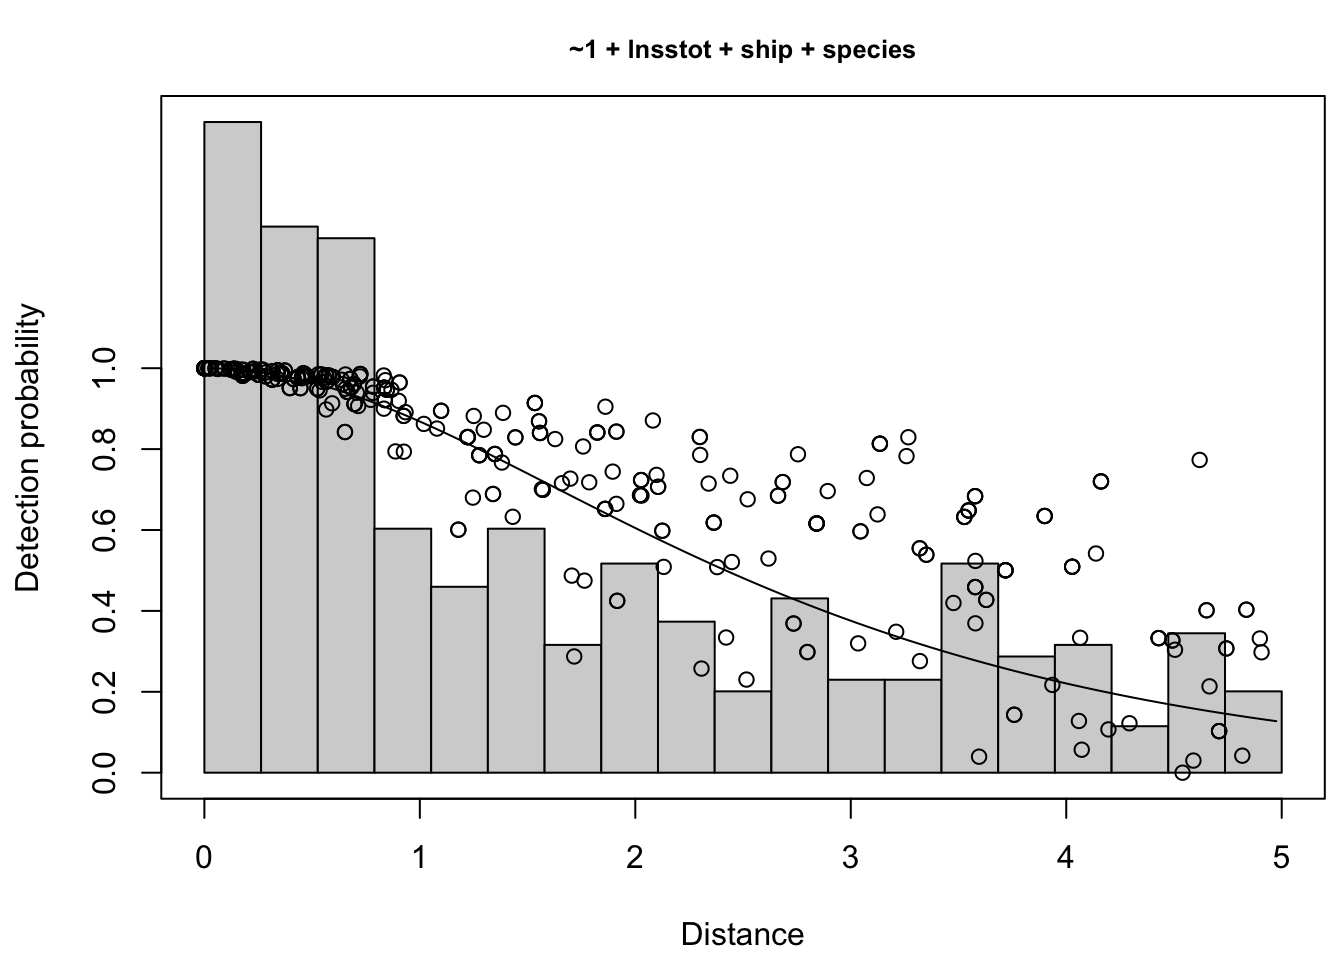 ~1 + lnsstot + ship + species
Detection probability
1.0
0.8
0.6
0.4
0.2
0.0
0 1 2 3 4 5
Distance